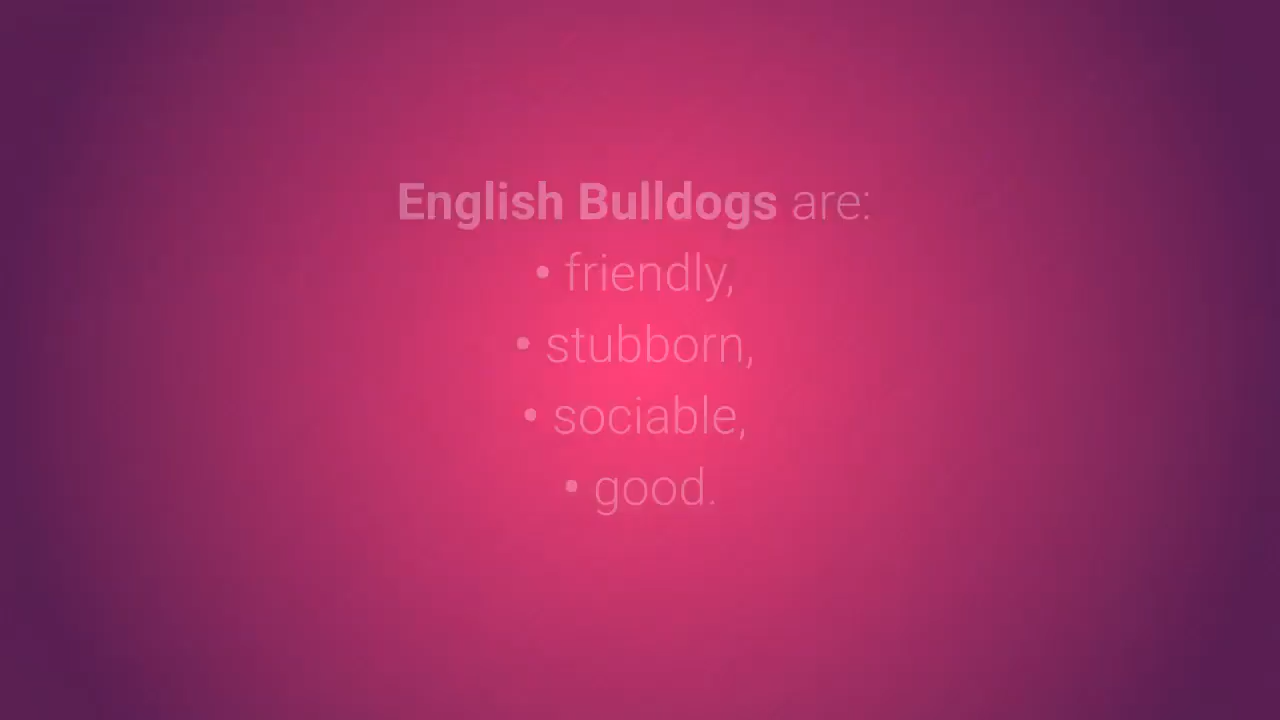 English Bulldogs are:
• friendly,
• stubborn,
• sociable,
• good.